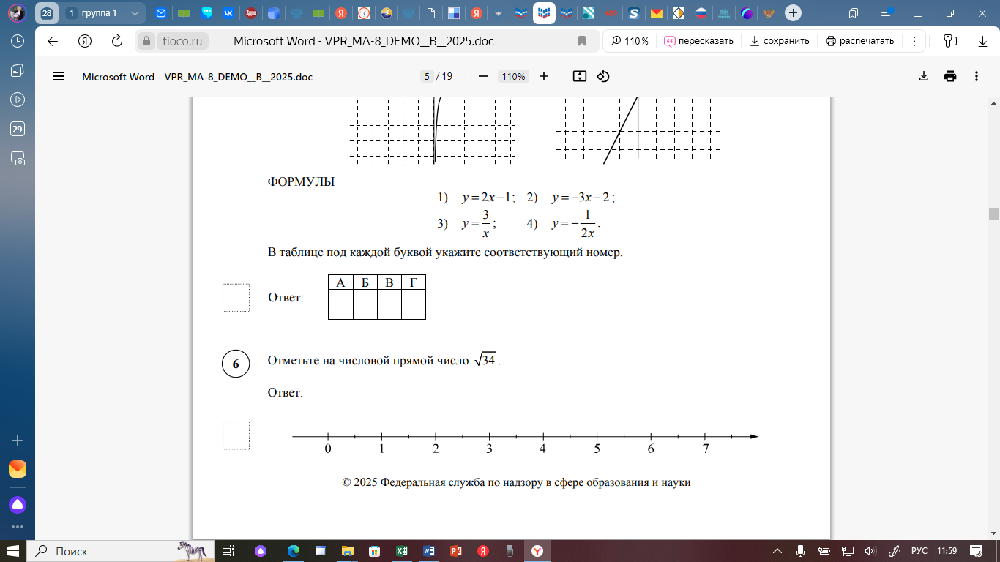 28 1 группа 1
fioco.ru Microsoft Word - VPR_MA-8_DEMO__B__2025.doc 110% пересказать сохранить распечатать
Microsoft Word - VPR_MA-8_DEMO__B__2025.doc 5 / 19 110%
29
ФОРМУЛЫ
1) y = 2x − 1; 2) y = −3x − 2;
3) y = 3/x; 4) y = −1/2x.
В таблице под каждой буквой укажите соответствующий номер.
А Б В Г
Ответ:
6 Отметьте на числовой прямой число √34.
Ответ:
0 1 2 3 4 5 6 7
© 2025 Федеральная служба по надзору в сфере образования и науки
Поиск РУС 11:59